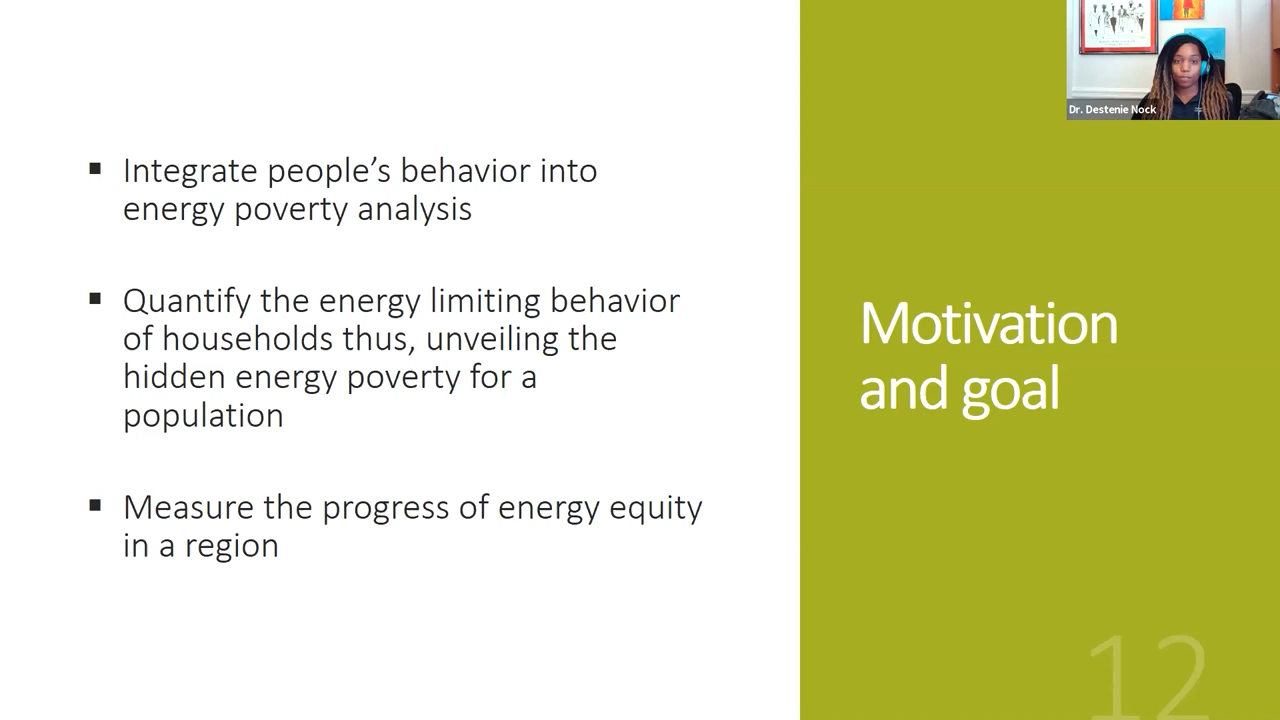 Dr. Destenie Nock
▪ Integrate people’s behavior into
energy poverty analysis
▪ Quantify the energy limiting behavior
of households thus, unveiling the
hidden energy poverty for a
population
▪ Measure the progress of energy equity
in a region
Motivation
and goal
12